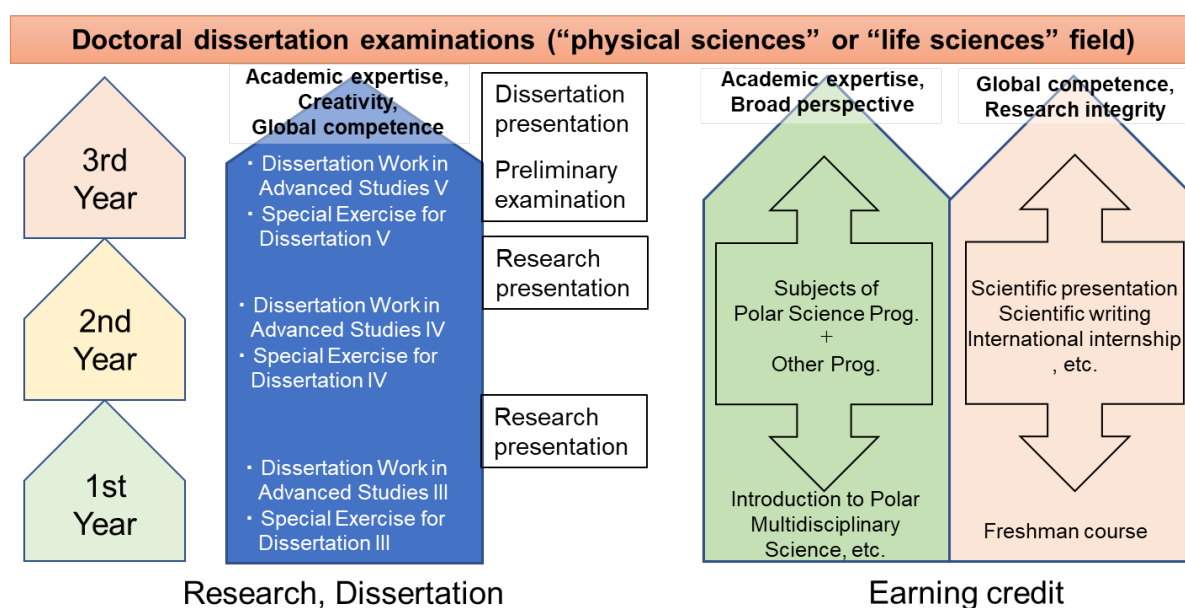 Doctoral dissertation examinations (“physical sciences” or “life sciences” field)
3rd
Year
2nd
Year
1st
Year
Academic expertise,
Creativity,
Global competence
・Dissertation Work in
Advanced Studies V
・Special Exercise for
Dissertation V
・Dissertation Work in
Advanced Studies IV
・Special Exercise for
Dissertation IV
・Dissertation Work in
Advanced Studies III
・Special Exercise for
Dissertation III
Dissertation
presentation
Preliminary
examination
Research
presentation
Research
presentation
Research, Dissertation
Academic expertise,
Broad perspective
Subjects of
Polar Science Prog.
+
Other Prog.
Introduction to Polar
Multidisciplinary
Science, etc.
Global competence,
Research integrity
Scientific presentation
Scientific writing
International internship
, etc.
Freshman course
Earning credit